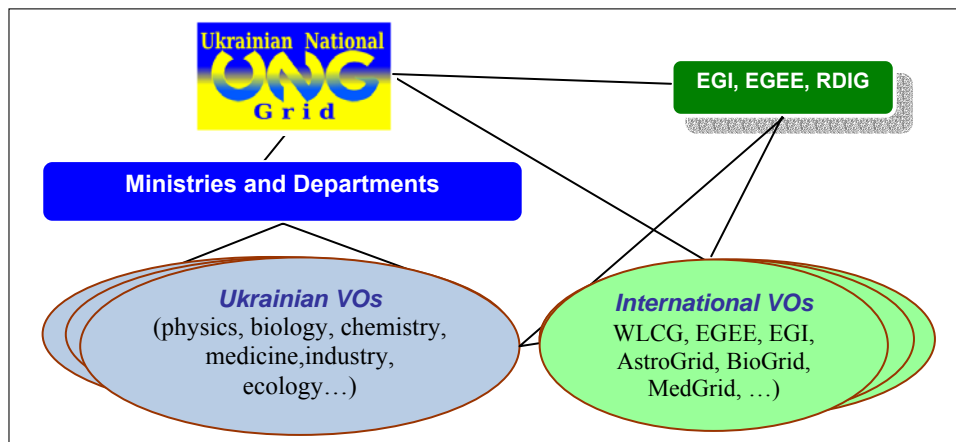 Ukrainian National
UNG
Grid
EGI, EGEE, RDIG
Ministries and Departments
Ukrainian VOs
(physics, biology, chemistry,
medicine,industry,
ecology…)
International VOs
WLCG, EGEE, EGI,
AstroGrid, BioGrid,
MedGrid, …)